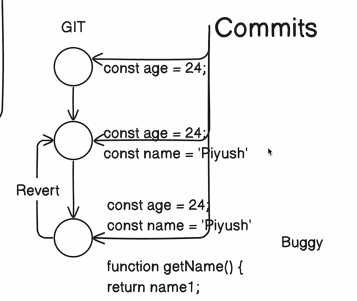 GIT
Commits
const age = 24;
const age = 24;
const name = 'Piyush'
Revert
const age = 24;
const name = 'Piyush'
Buggy
function getName() {
return name1;